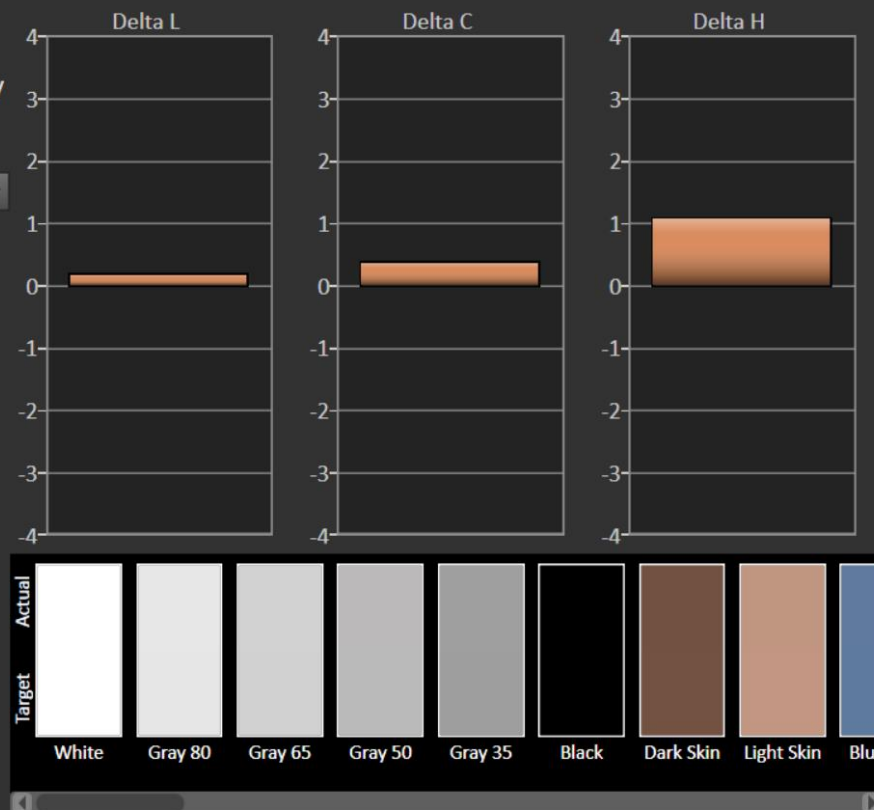 Delta L Delta C Delta H
4 4 4
3 3 3
2 2 2
1 1 1
0 0 0
-1 -1 -1
-2 -2 -2
-3 -3 -3
-4 -4 -4
Actual
Target
White Gray 80 Gray 65 Gray 50 Gray 35 Black Dark Skin Light Skin Blu